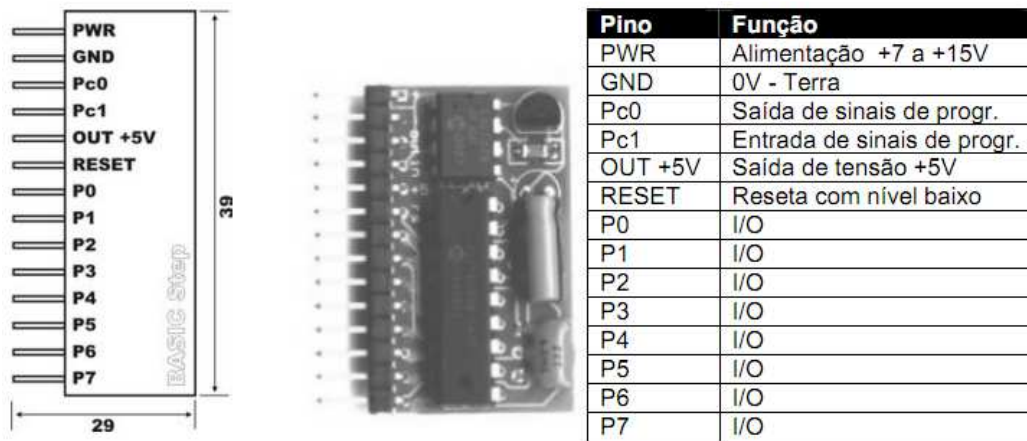 PWR
GND
Pc0
Pc1
OUT +5V
RESET
P0
P1
P2
P3
P4
P5
P6
P7
BASIC Step
39
29
Pino Função
PWR Alimentação +7 a +15V
GND 0V - Terra
Pc0 Saída de sinais de progr.
Pc1 Entrada de sinais de progr.
OUT +5V Saída de tensão +5V
RESET Reseta com nível baixo
P0 I/O
P1 I/O
P2 I/O
P3 I/O
P4 I/O
P5 I/O
P6 I/O
P7 I/O